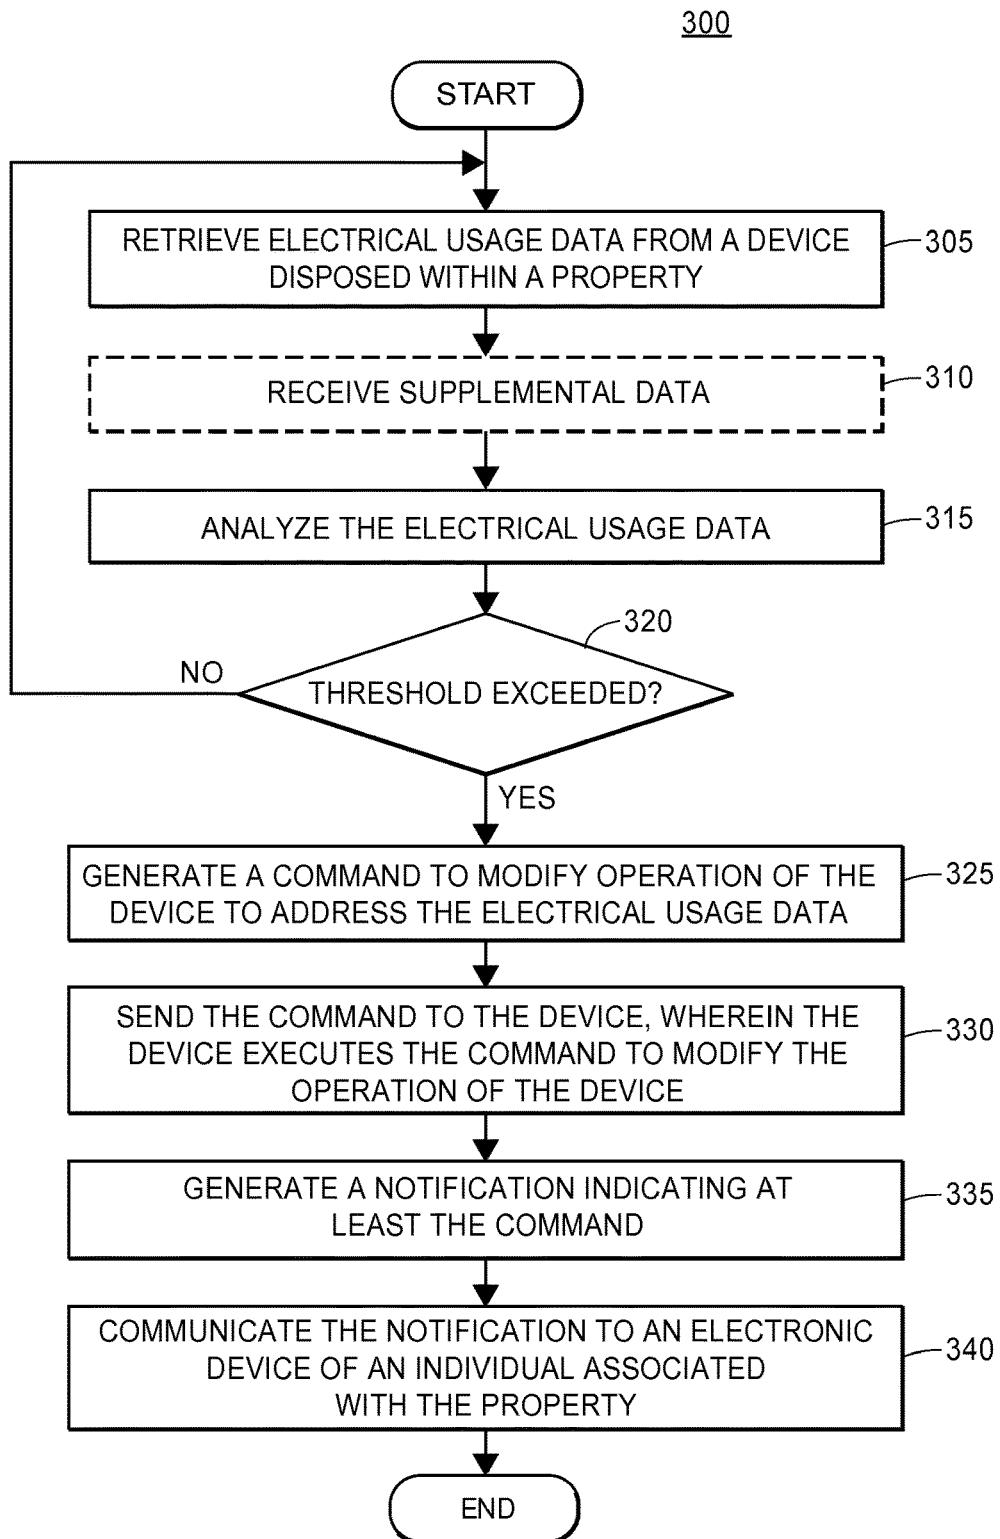 300
START
RETRIEVE ELECTRICAL USAGE DATA FROM A DEVICE
DISPOSED WITHIN A PROPERTY
305
RECEIVE SUPPLEMENTAL DATA
310
ANALYZE THE ELECTRICAL USAGE DATA
315
320
THRESHOLD EXCEEDED?
NO
YES
GENERATE A COMMAND TO MODIFY OPERATION OF THE
DEVICE TO ADDRESS THE ELECTRICAL USAGE DATA
325
SEND THE COMMAND TO THE DEVICE, WHEREIN THE
DEVICE EXECUTES THE COMMAND TO MODIFY THE
OPERATION OF THE DEVICE
330
GENERATE A NOTIFICATION INDICATING AT
LEAST THE COMMAND
335
COMMUNICATE THE NOTIFICATION TO AN ELECTRONIC
DEVICE OF AN INDIVIDUAL ASSOCIATED
WITH THE PROPERTY
340
END